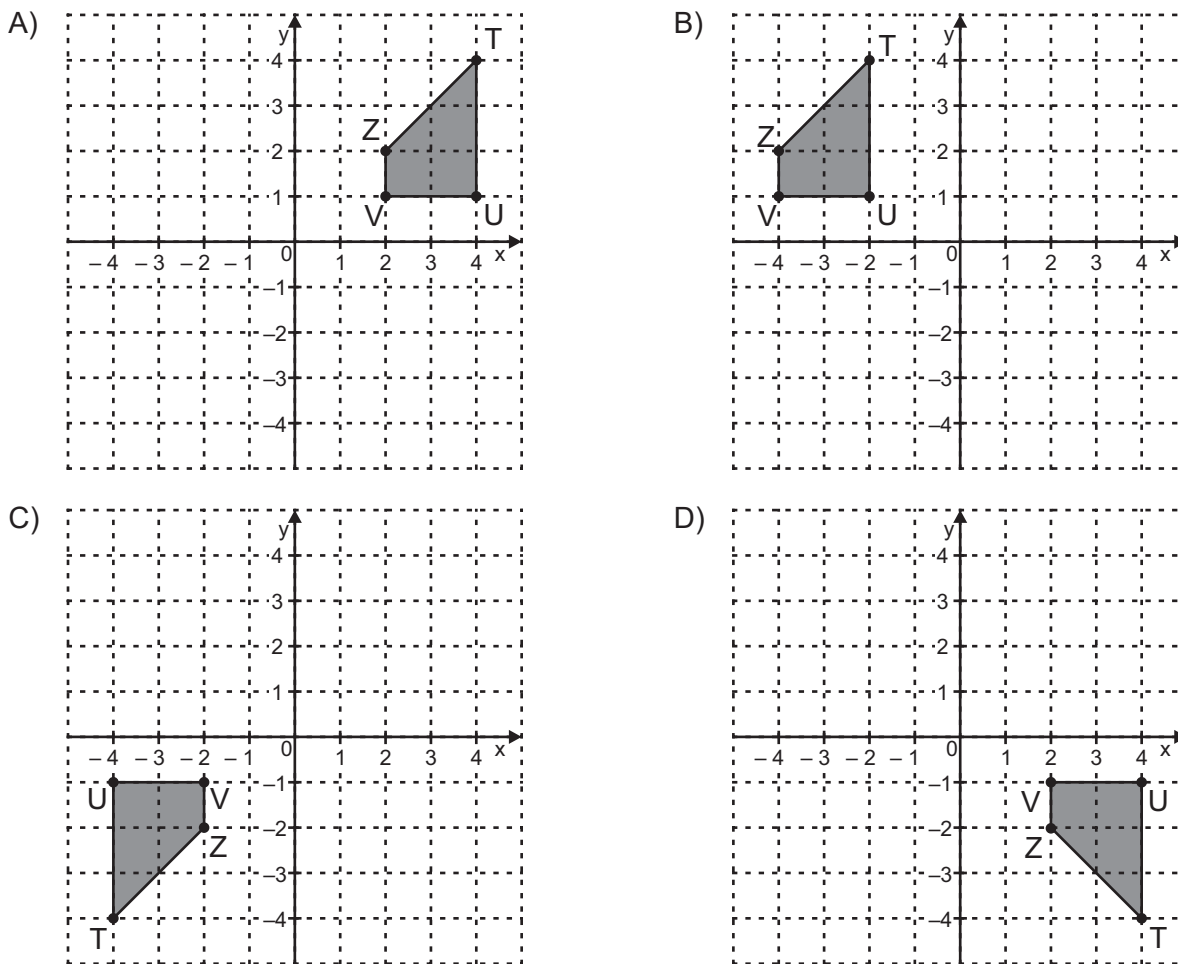 A)
y
T
4
3
Z
2
1
V
U
0
– 4 – 3 – 2 – 1 1 2 3 4 x
–1
–2
–3
–4
B)
y
T
4
3
Z
2
1
V
U
0
– 4 – 3 – 2 – 1 1 2 3 4 x
–1
–2
–3
–4
C)
y
4
3
2
1
0
– 4 – 3 – 2 – 1 1 2 3 4 x
–1
U V
–2
Z
–3
–4
T
D)
y
4
3
2
1
0
– 4 – 3 – 2 – 1 1 2 3 4 x
–1
V U
–2
Z
–3
–4
T